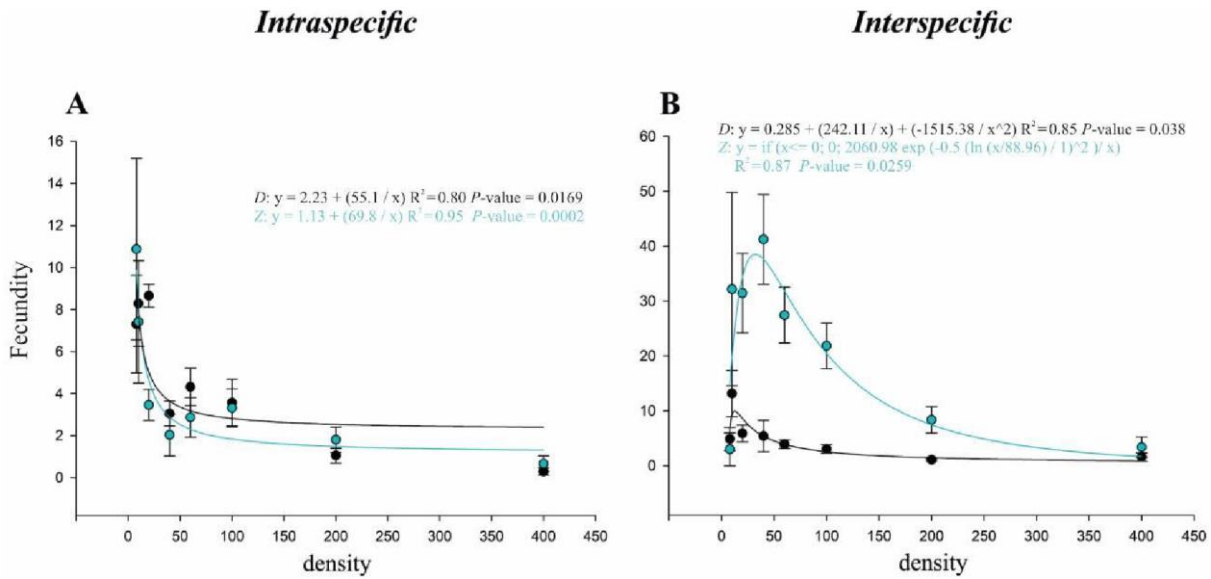 Intraspecific
Interspecific
A
D: y = 2.23 + (55.1 / x) R²=0.80 P-value = 0.0169
Z: y = 1.13 + (69.8 / x) R²=0.95 P-value = 0.0002
Fecundity
16
14
12
10
8
6
4
2
0
0 50 100 150 200 250 300 350 400 450
density
B
D: y = 0.285 + (242.11 / x) + (-1515.38 / x^2) R²=0.85 P-value = 0.038
Z: y = if (x<= 0; 0; 2060.98 exp (-0.5 (ln (x/88.96) / 1)^2 )/ x)
R²=0.87 P-value = 0.0259
60
50
40
30
20
10
0
0 50 100 150 200 250 300 350 400 450
density